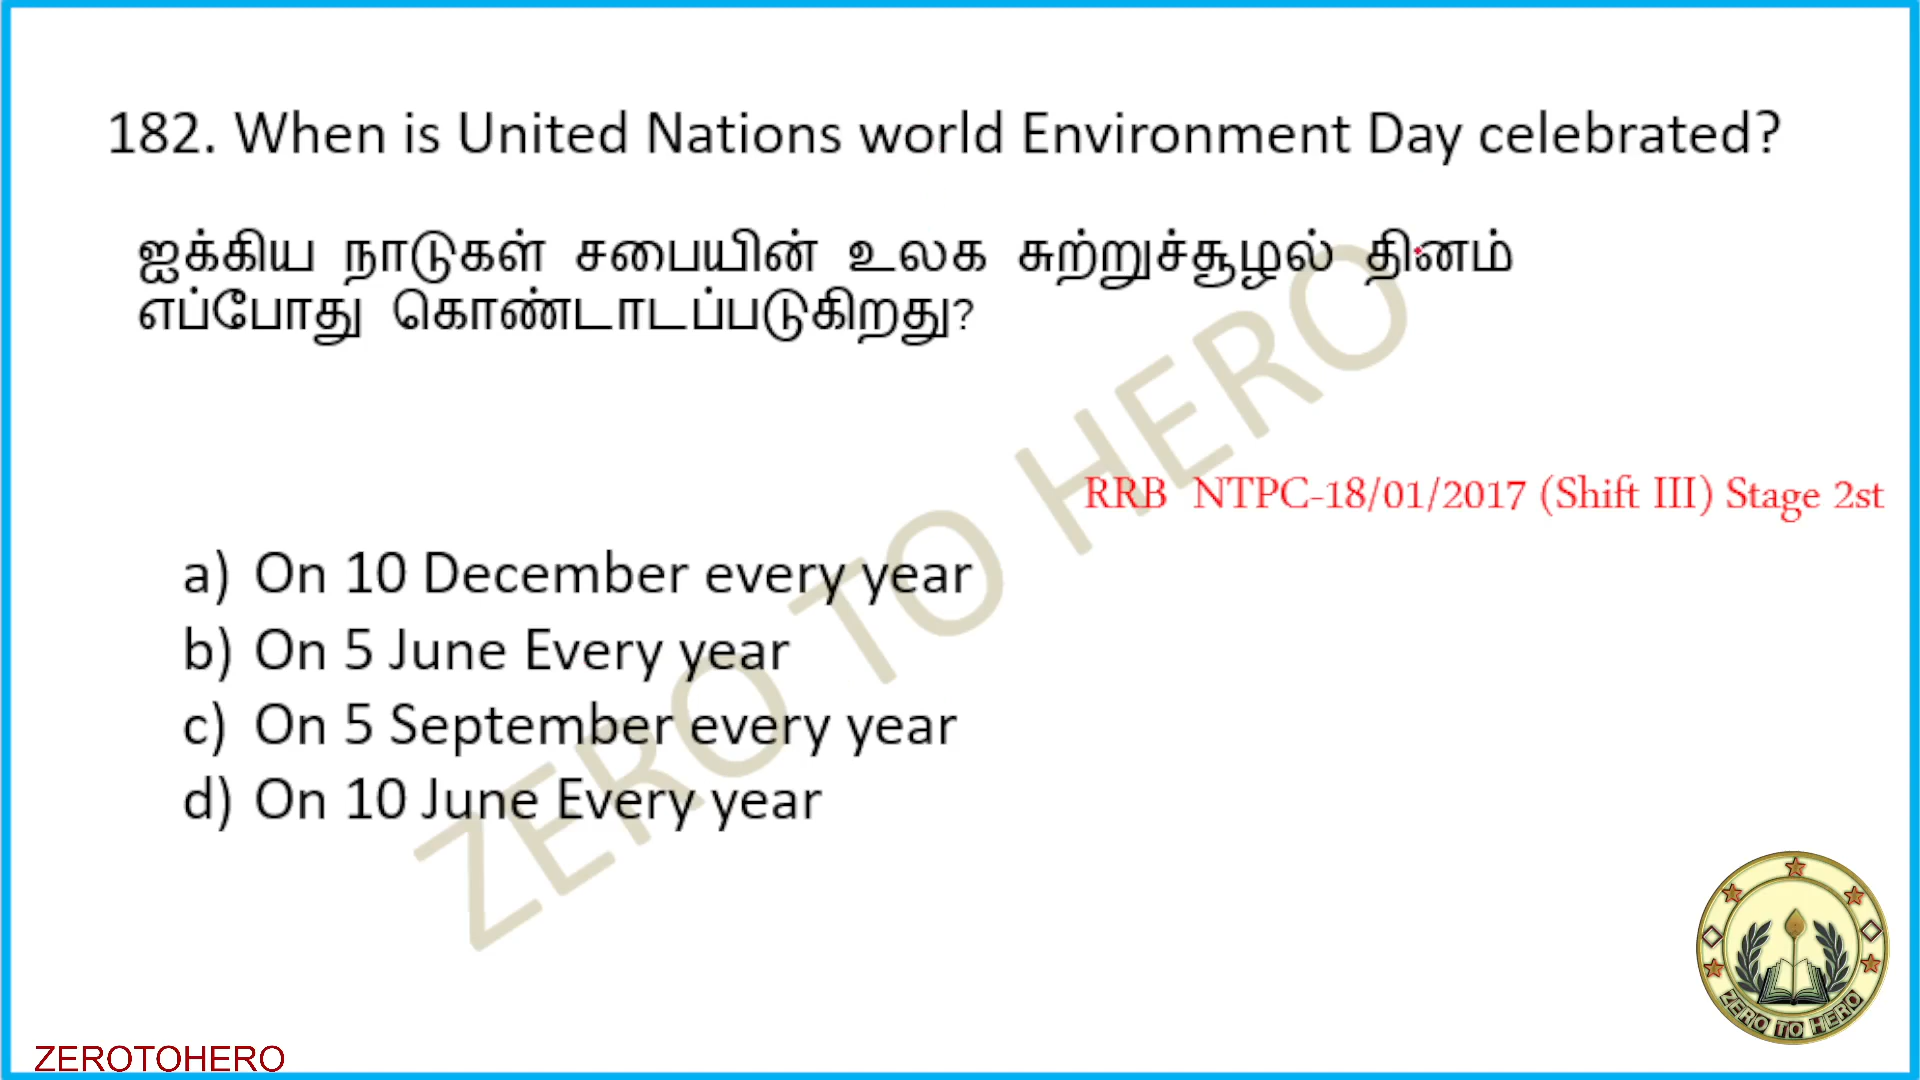 182. When is United Nations world Environment Day celebrated?
ஐக்கிய நாடுகள் சபையின் உலக சுற்றுச்சூழல் தினம்
எப்போது கொண்டாடப்படுகிறது?
RRB NTPC-18/01/2017 (Shift III) Stage 2st
a) On 10 December every year
b) On 5 June Every year
c) On 5 September every year
d) On 10 June Every year
ZERO TO HERO
ZERO TO HERO
ZEROTOHERO